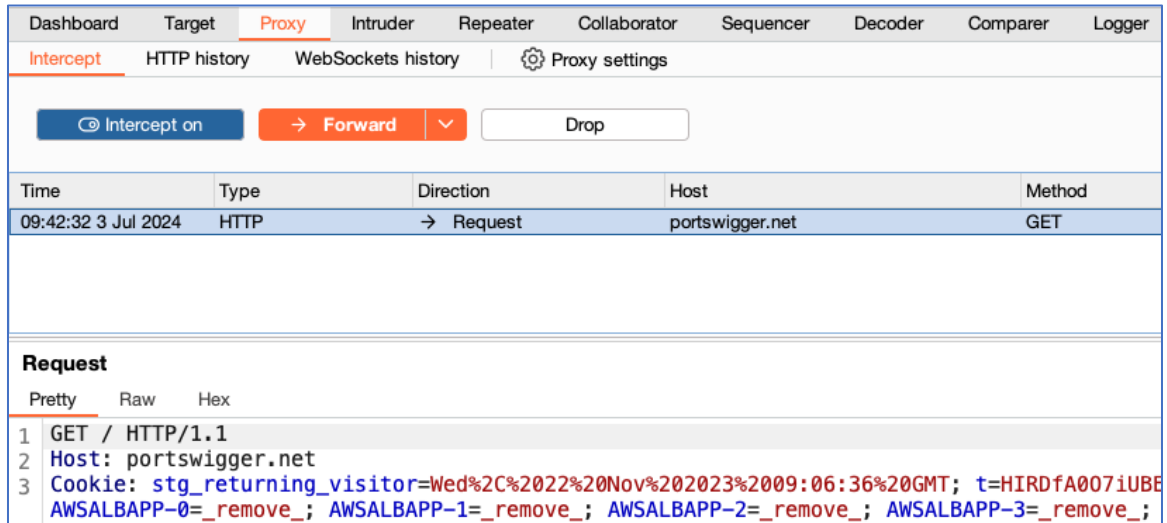 Dashboard Target Proxy Intruder Repeater Collaborator Sequencer Decoder Comparer Logger
Intercept HTTP history WebSockets history Proxy settings
Intercept on → Forward Drop
Time Type Direction Host Method
09:42:32 3 Jul 2024 HTTP → Request portswigger.net GET
Request
Pretty Raw Hex
1 GET / HTTP/1.1
2 Host: portswigger.net
3 Cookie: stg_returning_visitor=Wed%2C%2022%20Nov%202023%2009:06:36%20GMT; t=HIRDfA0O7iUBE
AWSALBAPP-0=_remove_; AWSALBAPP-1=_remove_; AWSALBAPP-2=_remove_; AWSALBAPP-3=_remove_;